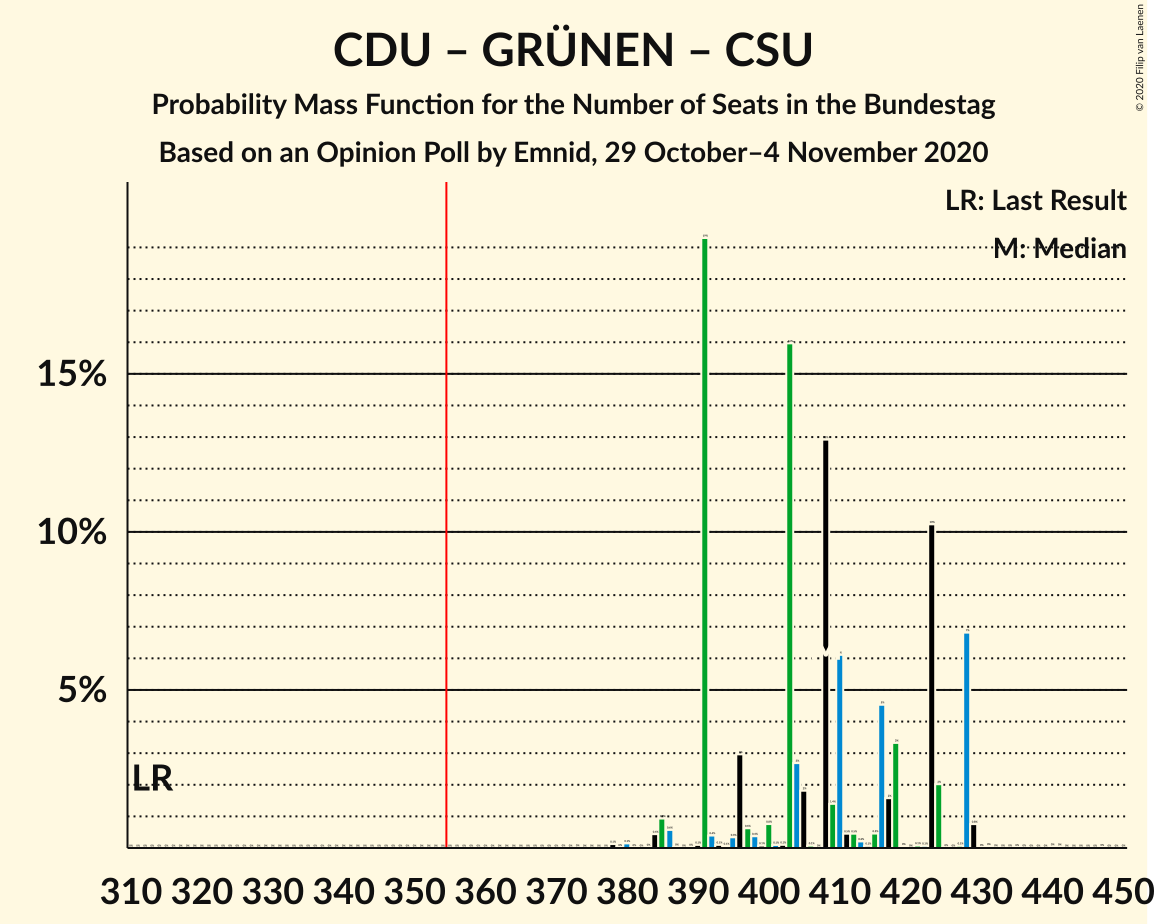 CDU – GRÜNEN – CSU
Probability Mass Function for the Number of Seats in the Bundestag
Based on an Opinion Poll by Emnid, 29 October–4 November 2020
© 2020 Filip van Laenen
LR: Last Result
M: Median
15%
10%
5%
LR
310 320 330 340 350 360 370 380 390 400 410 420 430 440 450